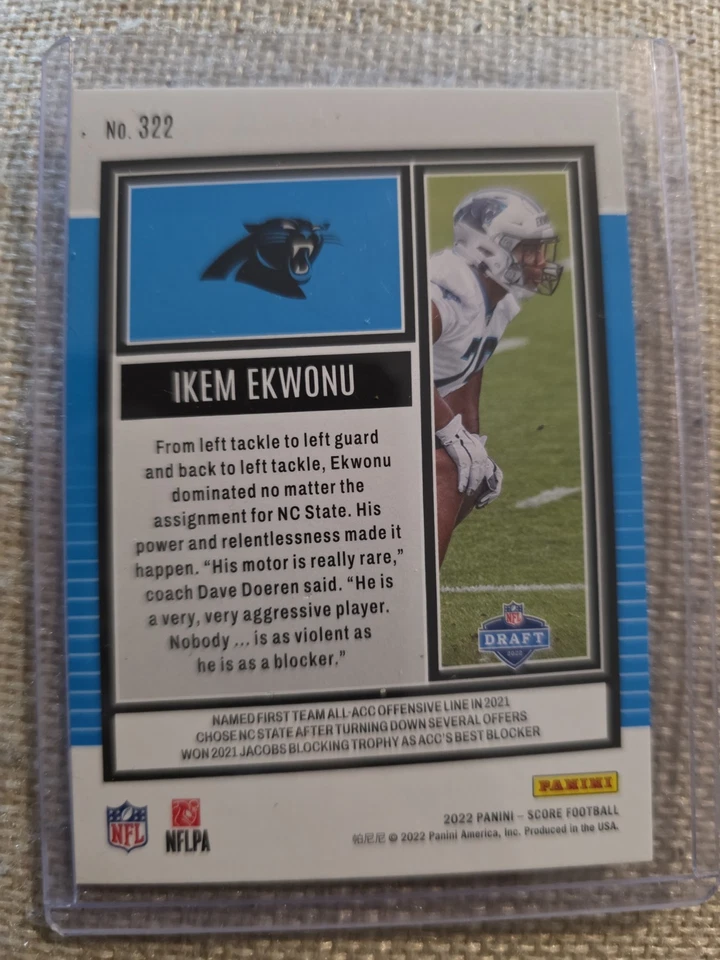 No. 322
IKEM EKWONU
From left tackle to left guard
and back to left tackle, Ekwonu
dominated no matter the
assignment for NC State. His
power and relentlessness made it
happen. “His motor is really rare,”
coach Dave Doeren said. “He is
a very, very aggressive player.
Nobody ... is as violent as
he is as a blocker.”
NFL
DRAFT
2022
NAMED FIRST TEAM ALL-ACC OFFENSIVE LINE IN 2021
CHOSE NC STATE AFTER TURNING DOWN SEVERAL OFFERS
WON 2021 JACOBS BLOCKING TROPHY AS ACC'S BEST BLOCKER
PANINI
NFL
NFLPA
2022 PANINI – SCORE FOOTBALL
帕尼尼 © 2022 Panini America, Inc. Produced in the USA.